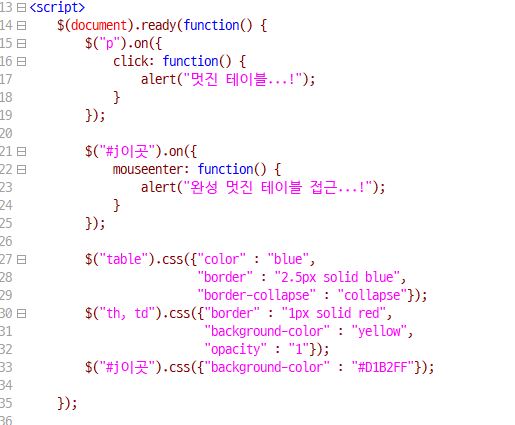 13 <script>
14 $(document).ready(function() {
15 $("p").on({
16 click: function() {
17 alert("멋진 테이블...!");
18 }
19 });
20
21 $("#j이곳").on({
22 mouseenter: function() {
23 alert("완성 멋진 테이블 접근...!");
24 }
25 });
26
27 $("table").css({"color" : "blue",
28 "border" : "2.5px solid blue",
29 "border-collapse" : "collapse"});
30 $("th, td").css({"border" : "1px solid red",
31 "background-color" : "yellow",
32 "opacity" : "1"});
33 $("#j이곳").css({"background-color" : "#D1B2FF"});
34
35 });
36